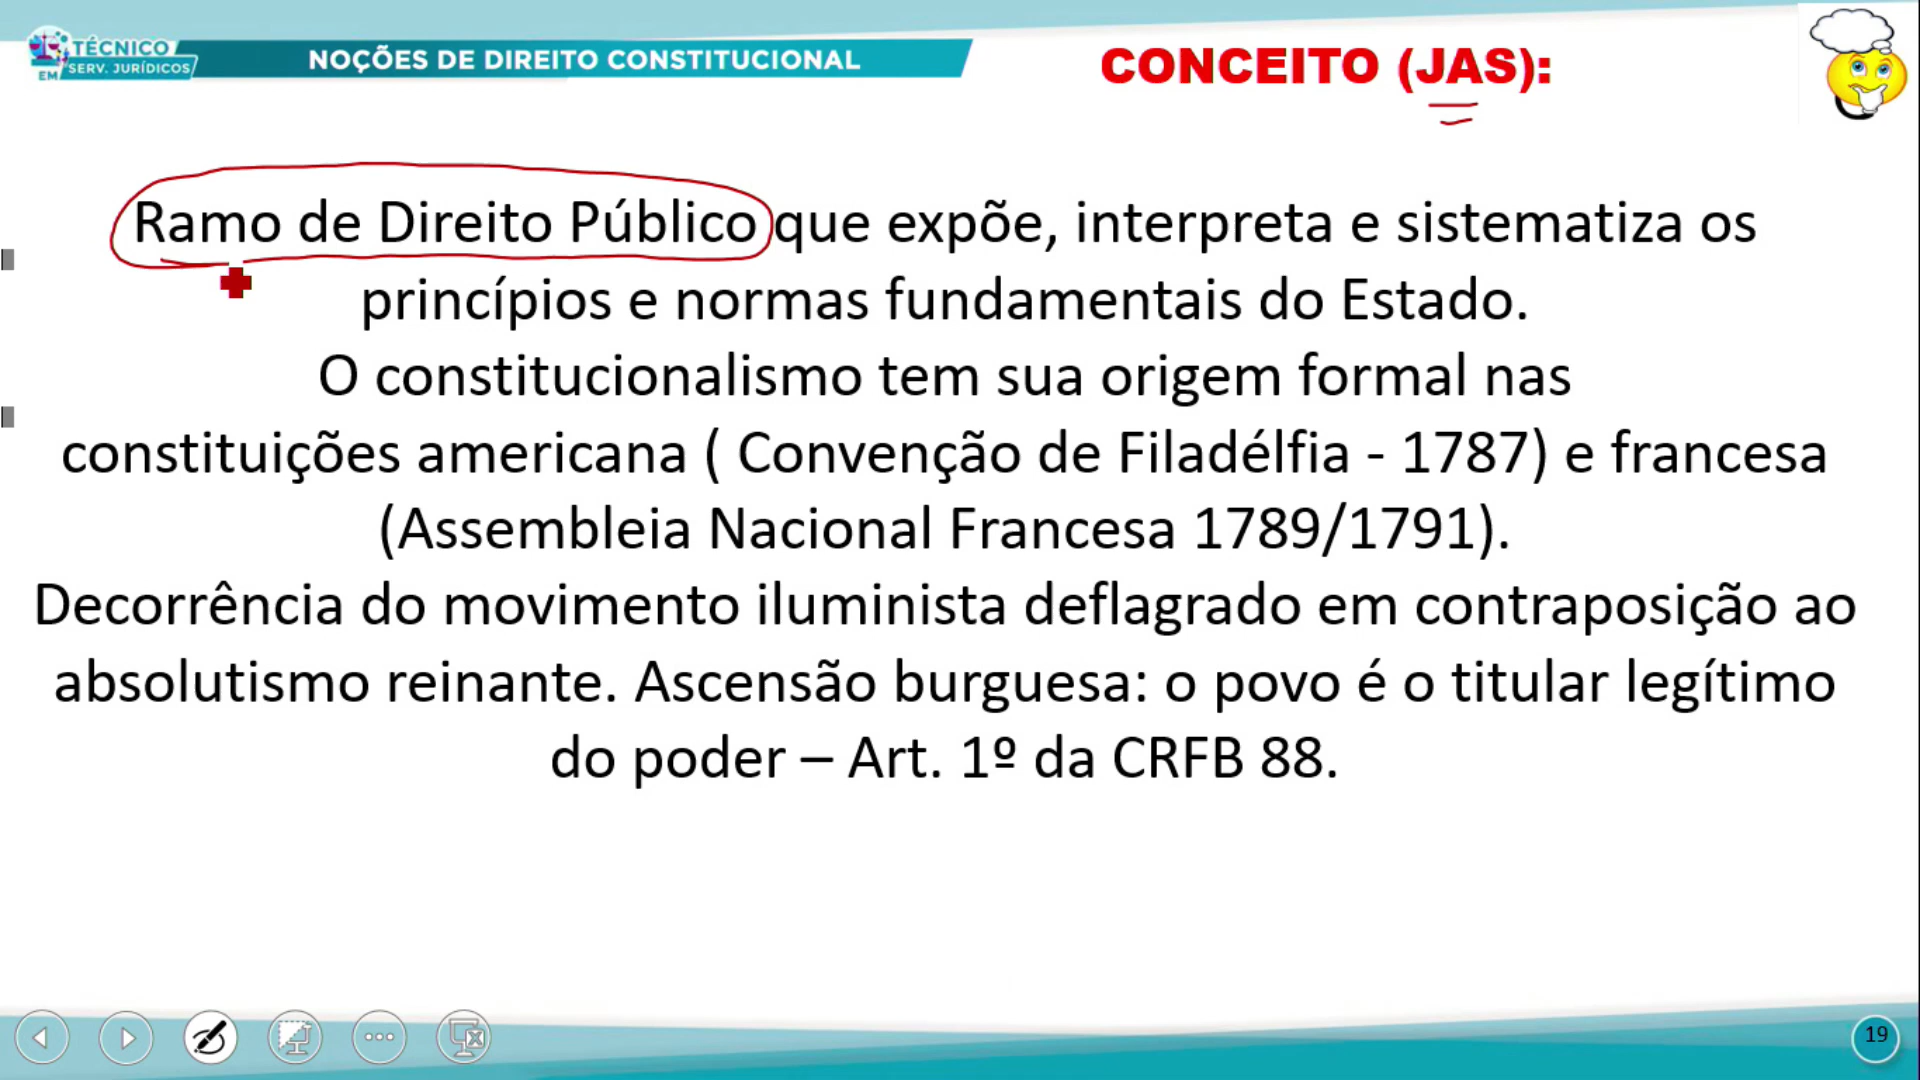 TÉCNICO
EM SERV. JURÍDICOS
NOÇÕES DE DIREITO CONSTITUCIONAL
CONCEITO (JAS):
Ramo de Direito Público que expõe, interpreta e sistematiza os
princípios e normas fundamentais do Estado.
O constitucionalismo tem sua origem formal nas
constituições americana ( Convenção de Filadélfia - 1787) e francesa
(Assembleia Nacional Francesa 1789/1791).
Decorrência do movimento iluminista deflagrado em contraposição ao
absolutismo reinante. Ascensão burguesa: o povo é o titular legítimo
do poder – Art. 1º da CRFB 88.
19